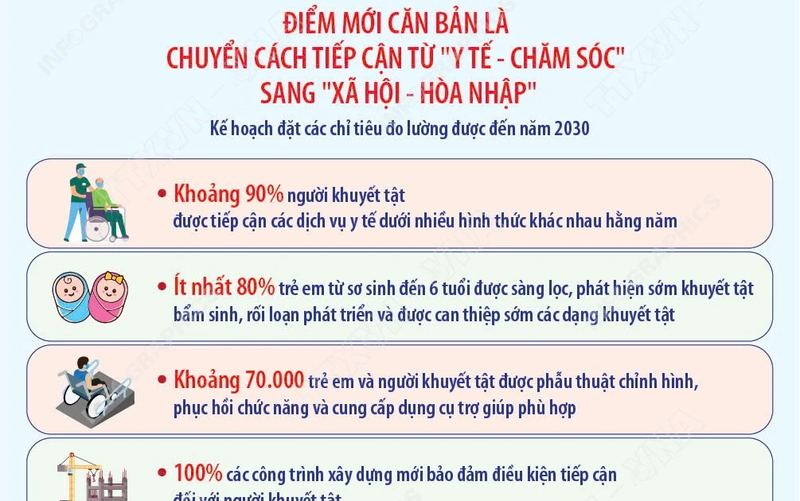 ĐIỂM MỚI CĂN BẢN LÀ
CHUYỂN CÁCH TIẾP CẬN TỪ "Y TẾ - CHĂM SÓC"
SANG "XÃ HỘI - HÒA NHẬP"
Kế hoạch đặt các chỉ tiêu đo lường được đến năm 2030
• Khoảng 90% người khuyết tật
được tiếp cận các dịch vụ y tế dưới nhiều hình thức khác nhau hằng năm
• Ít nhất 80% trẻ em từ sơ sinh đến 6 tuổi được sàng lọc, phát hiện sớm khuyết tật
bẩm sinh, rối loạn phát triển và được can thiệp sớm các dạng khuyết tật
• Khoảng 70.000 trẻ em và người khuyết tật được phẫu thuật chỉnh hình,
phục hồi chức năng và cung cấp dụng cụ trợ giúp phù hợp
• 100% các công trình xây dựng mới bảo đảm điều kiện tiếp cận
đối với người khuyết tật